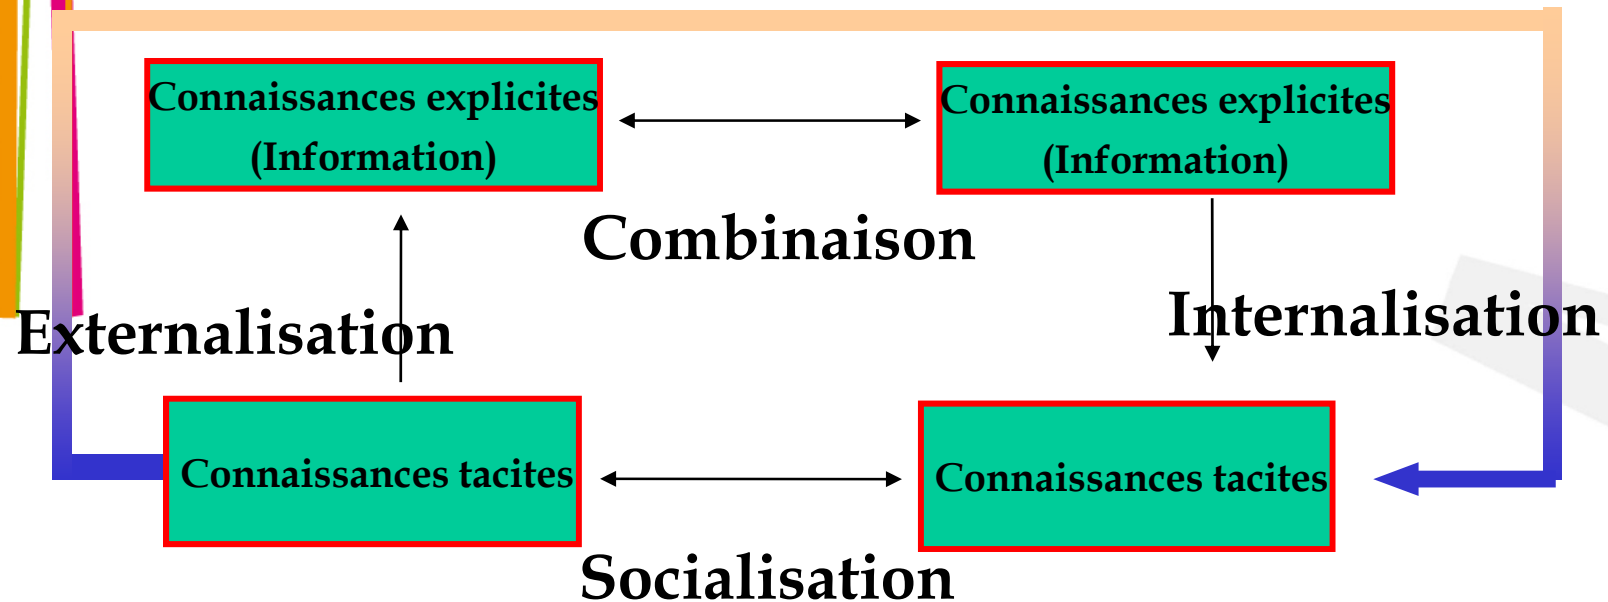 Connaissances explicites
(Information)
Connaissances explicites
(Information)
Combinaison
Externalisation
Internalisation
Connaissances tacites
Connaissances tacites
Socialisation